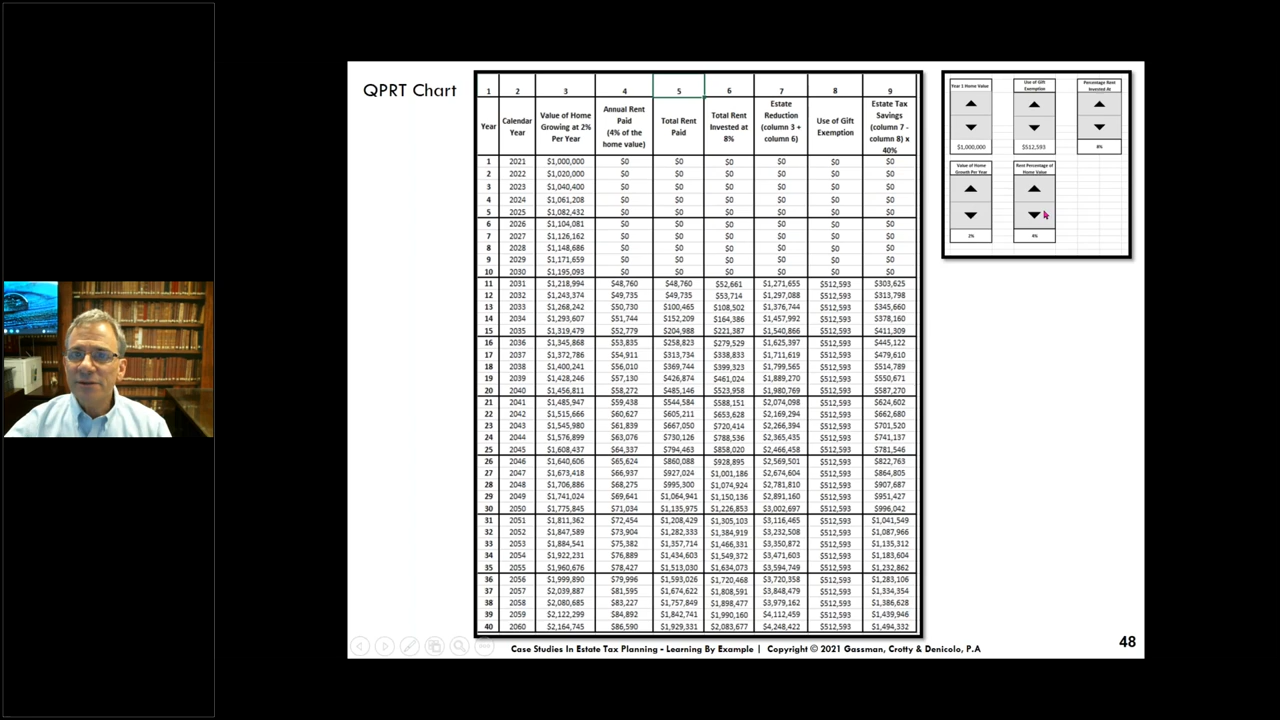 QPRT Chart
1 2 3 4 5 6 7 8 9
Year Calendar Year Value of Home Growing at 2% Per Year Annual Rent Paid (4% of the home value) Total Rent Paid Total Rent Invested at 8% Estate Reduction (column 3 + column 6) Use of Gift Exemption Estate Tax Savings (column 7 - column 8) x 40%
1 2021 $1,000,000 $0 $0 $0 $0 $0 $0
2 2022 $1,020,000 $0 $0 $0 $0 $0 $0
3 2023 $1,040,400 $0 $0 $0 $0 $0 $0
4 2024 $1,061,208 $0 $0 $0 $0 $0 $0
5 2025 $1,082,432 $0 $0 $0 $0 $0 $0
6 2026 $1,104,081 $0 $0 $0 $0 $0 $0
7 2027 $1,126,162 $0 $0 $0 $0 $0 $0
8 2028 $1,148,686 $0 $0 $0 $0 $0 $0
9 2029 $1,171,659 $0 $0 $0 $0 $0 $0
10 2030 $1,195,093 $0 $0 $0 $0 $0 $0
11 2031 $1,218,994 $48,760 $48,760 $52,661 $1,271,655 $512,593 $303,625
12 2032 $1,243,374 $49,735 $49,735 $53,714 $1,297,088 $512,593 $313,798
13 2033 $1,268,242 $50,730 $100,465 $108,502 $1,376,744 $512,593 $345,660
14 2034 $1,293,607 $51,744 $152,209 $164,386 $1,457,992 $512,593 $378,160
15 2035 $1,319,479 $52,779 $204,988 $221,387 $1,540,866 $512,593 $411,309
16 2036 $1,345,868 $53,835 $258,823 $279,529 $1,625,397 $512,593 $445,122
17 2037 $1,372,786 $54,911 $313,734 $338,833 $1,711,619 $512,593 $479,610
18 2038 $1,400,241 $56,010 $369,744 $399,323 $1,799,565 $512,593 $514,789
19 2039 $1,428,246 $57,130 $426,874 $461,024 $1,889,270 $512,593 $550,671
20 2040 $1,456,811 $58,272 $485,146 $523,958 $1,980,769 $512,593 $587,270
21 2041 $1,485,947 $59,438 $544,584 $588,151 $2,074,098 $512,593 $624,602
22 2042 $1,515,666 $60,627 $605,211 $653,628 $2,169,294 $512,593 $662,680
23 2043 $1,545,980 $61,839 $667,050 $720,414 $2,266,394 $512,593 $701,520
24 2044 $1,576,899 $63,076 $730,126 $788,536 $2,365,435 $512,593 $741,137
25 2045 $1,608,437 $64,337 $794,463 $858,020 $2,466,458 $512,593 $781,546
26 2046 $1,640,606 $65,624 $860,088 $928,895 $2,569,501 $512,593 $822,763
27 2047 $1,673,418 $66,937 $927,024 $1,001,186 $2,674,604 $512,593 $864,805
28 2048 $1,706,886 $68,275 $995,300 $1,074,924 $2,781,810 $512,593 $907,687
29 2049 $1,741,024 $69,641 $1,064,941 $1,150,136 $2,891,160 $512,593 $951,427
30 2050 $1,775,845 $71,034 $1,135,975 $1,226,853 $3,002,697 $512,593 $996,042
31 2051 $1,811,362 $72,454 $1,208,429 $1,305,103 $3,116,465 $512,593 $1,041,549
32 2052 $1,847,589 $73,904 $1,282,333 $1,384,919 $3,232,508 $512,593 $1,087,966
33 2053 $1,884,541 $75,382 $1,357,714 $1,466,331 $3,350,872 $512,593 $1,135,312
34 2054 $1,922,231 $76,889 $1,434,603 $1,549,372 $3,471,603 $512,593 $1,183,604
35 2055 $1,960,676 $78,427 $1,513,030 $1,634,073 $3,594,749 $512,593 $1,232,862
36 2056 $1,999,890 $79,996 $1,593,026 $1,720,468 $3,720,358 $512,593 $1,283,106
37 2057 $2,039,887 $81,595 $1,674,622 $1,808,591 $3,848,479 $512,593 $1,334,354
38 2058 $2,080,685 $83,227 $1,757,849 $1,898,477 $3,979,162 $512,593 $1,386,628
39 2059 $2,122,299 $84,892 $1,842,741 $1,990,160 $4,112,459 $512,593 $1,439,946
40 2060 $2,164,745 $86,590 $1,929,331 $2,083,677 $4,248,422 $512,593 $1,494,332
Year 1 Home Value Use of Gift Exemption Percentage Rent Invested At
$1,000,000 $512,593 8%
Value of Home Growth Per Year Rent Percentage of Home Value
2% 4%
Case Studies In Estate Tax Planning - Learning By Example | Copyright © 2021 Gassman, Crotty & Denicolo, P.A
48